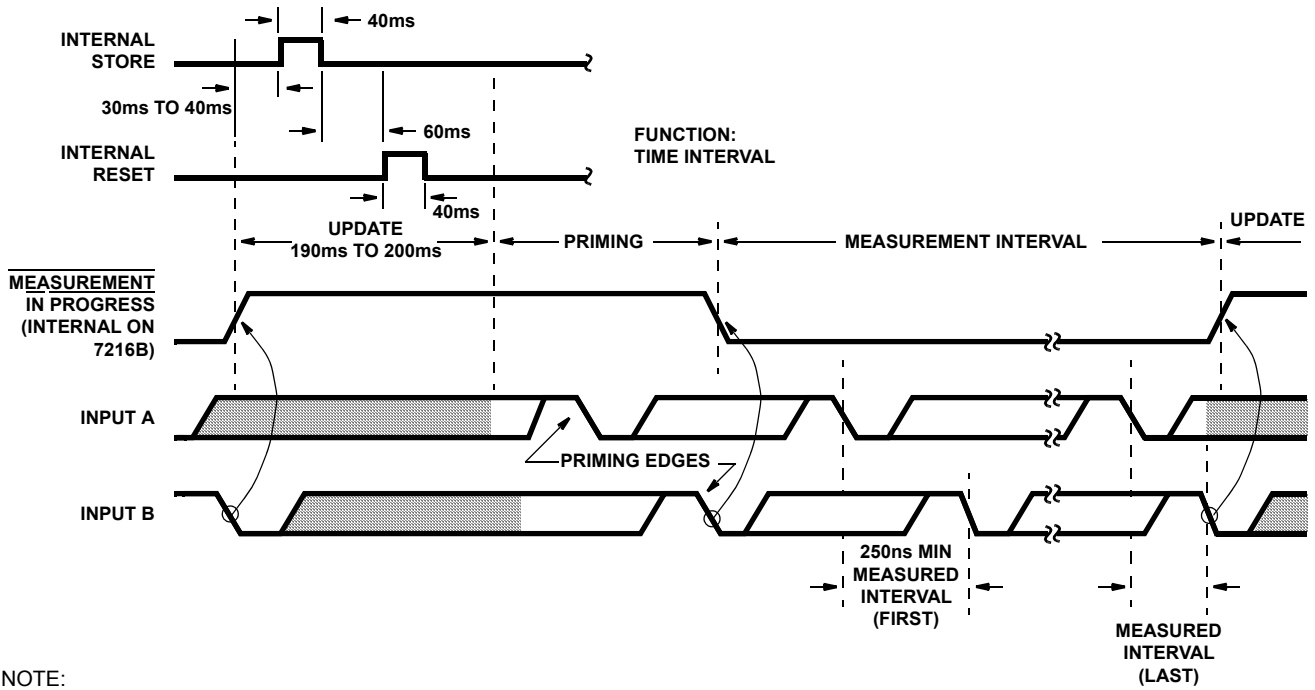 40ms
INTERNAL
STORE
30ms TO 40ms
60ms
FUNCTION:
TIME INTERVAL
INTERNAL
RESET
40ms
UPDATE
190ms TO 200ms
PRIMING
MEASUREMENT INTERVAL
UPDATE
MEASUREMENT
IN PROGRESS
(INTERNAL ON
7216B)
INPUT A
PRIMING EDGES
INPUT B
250ns MIN
MEASURED
INTERVAL
(FIRST)
MEASURED
INTERVAL
(LAST)
NOTE: